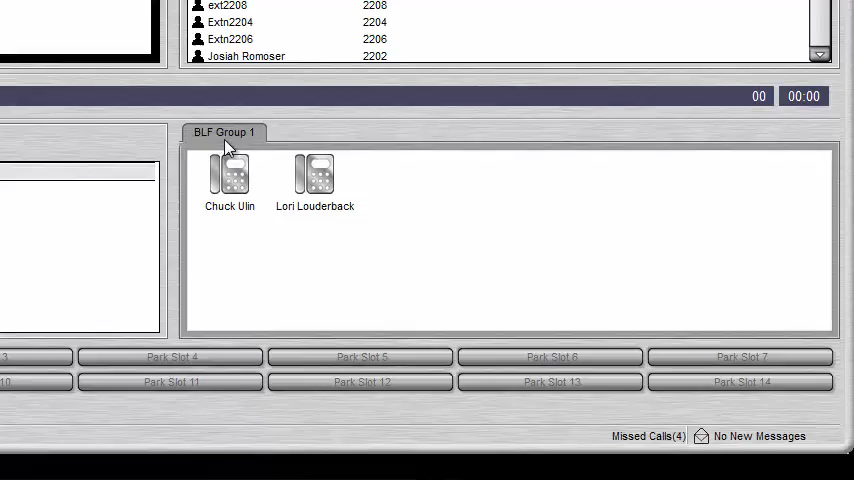 ext2208 2208
Extn2204 2204
Extn2206 2206
Josiah Romoser 2202
00 00:00
BLF Group 1
Chuck Ulin Lori Louderback
3 Park Slot 4 Park Slot 5 Park Slot 6 Park Slot 7
10 Park Slot 11 Park Slot 12 Park Slot 13 Park Slot 14
Missed Calls(4) No New Messages